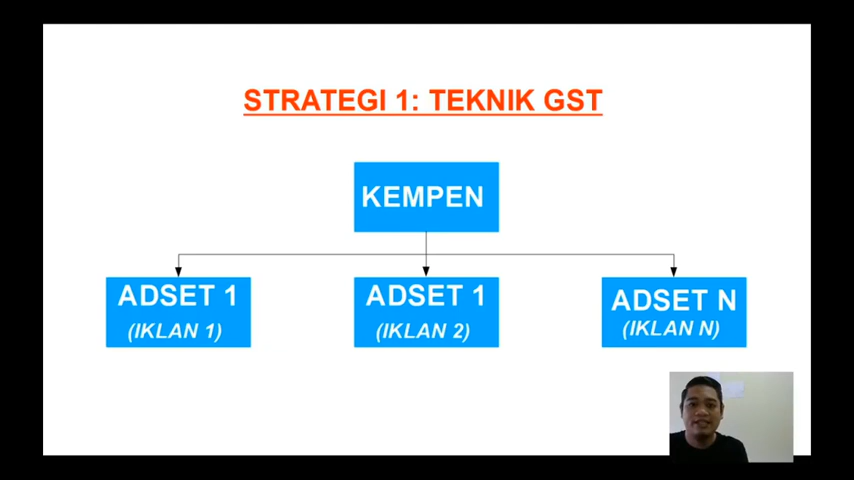 STRATEGI 1: TEKNIK GST
KEMPEN
ADSET 1
(IKLAN 1)
ADSET 1
(IKLAN 2)
ADSET N
(IKLAN N)